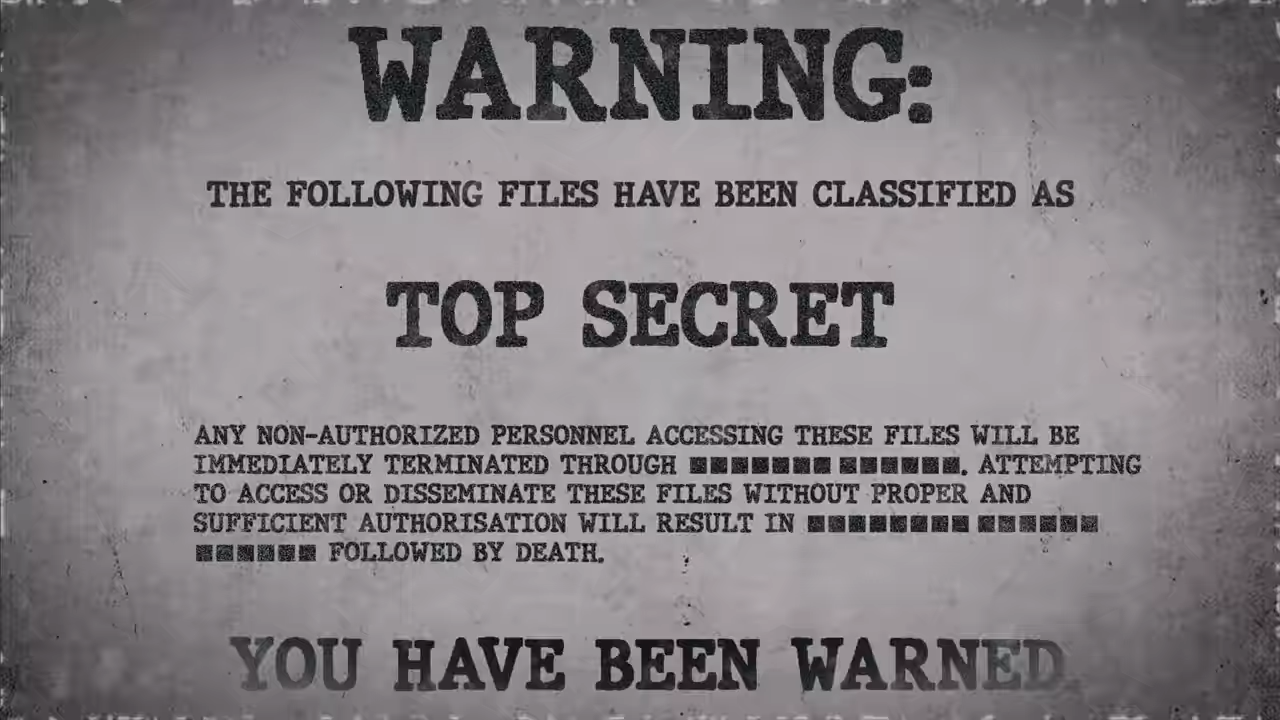 WARNING:
THE FOLLOWING FILES HAVE BEEN CLASSIFIED AS
TOP SECRET
ANY NON-AUTHORIZED PERSONNEL ACCESSING THESE FILES WILL BE
IMMEDIATELY TERMINATED THROUGH ■■■■■■■ ■■■■■■. ATTEMPTING
TO ACCESS OR DISSEMINATE THESE FILES WITHOUT PROPER AND
SUFFICIENT AUTHORISATION WILL RESULT IN ■■■■■■■■ ■■■■■■
■■■■■■ FOLLOWED BY DEATH.
YOU HAVE BEEN WARNED